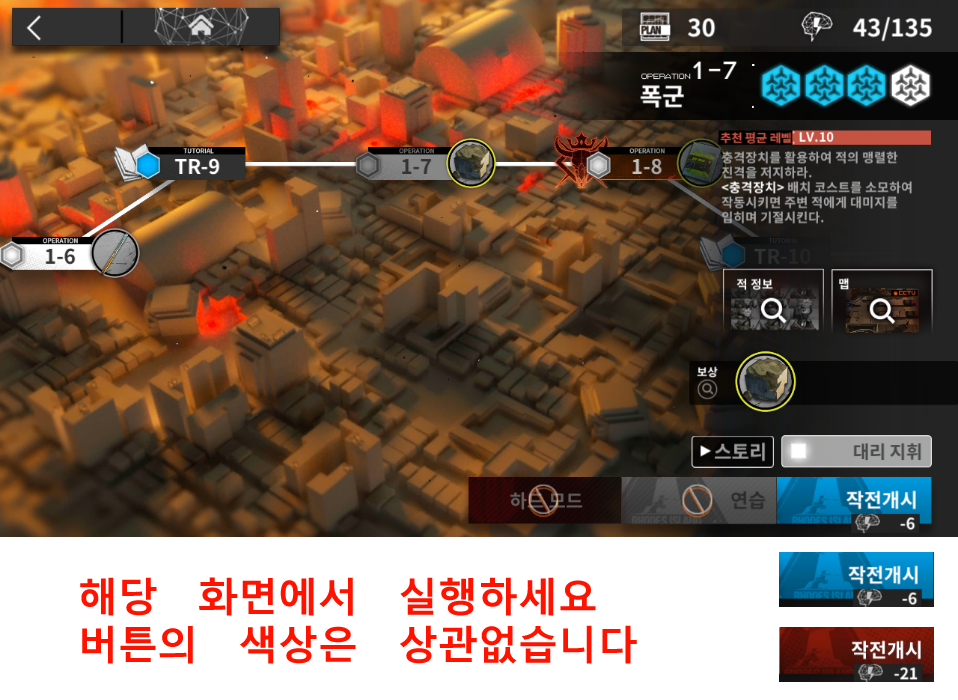 PLAN 30
43/135
OPERATION 1-7
폭군
추천 평균 레벨 LV.10
충격장치를 활용하여 적의 맹렬한
진격을 저지하라.
<충격장치> 배치 코스트를 소모하여
작동시키면 주변 적에게 대미지를
입히며 기절시킨다.
TUTORIAL
TR-9
OPERATION
1-7
OPERATION
1-8
OPERATION
1-6
TUTORIAL
TR-10
적 정보
맵
CCTV
보상
스토리
대리 지휘
하드 모드
연습
작전개시
RHODES ISLAND
-6
해당 화면에서 실행하세요
버튼의 색상은 상관없습니다
작전개시
RHODES ISLAND
-6
작전개시
-21